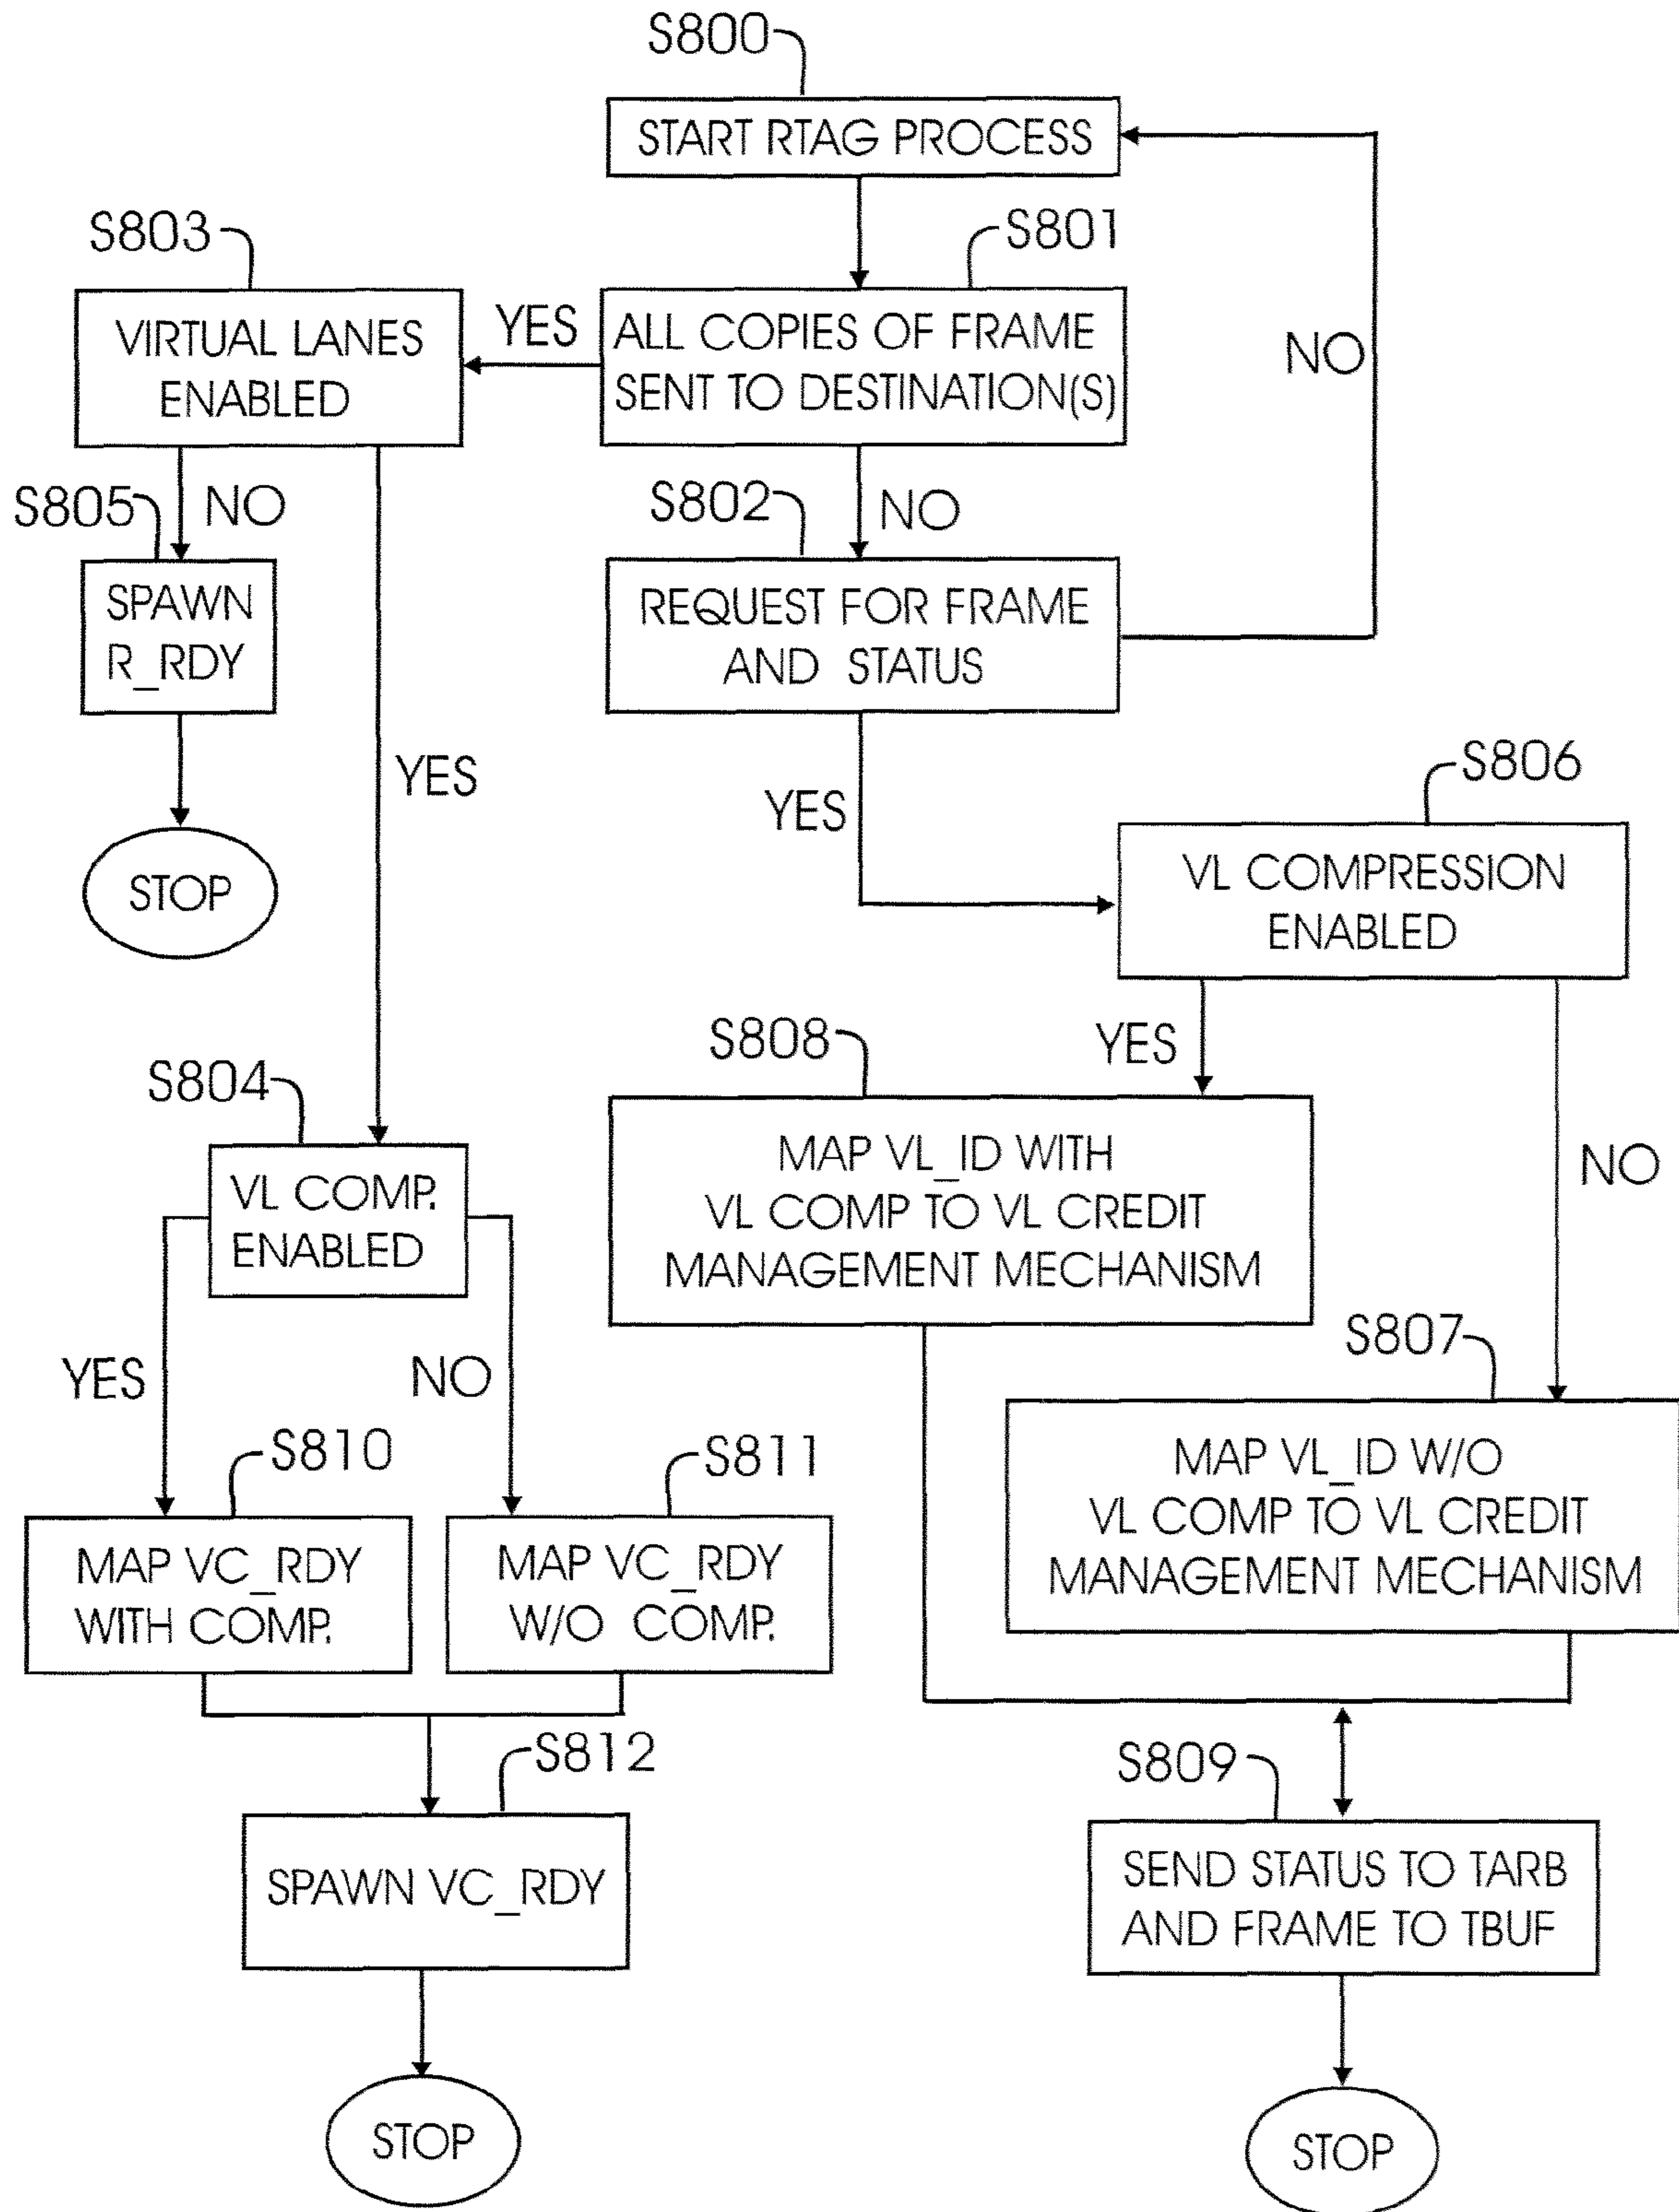 S800
START RTAG PROCESS
S803
S801
VIRTUAL LANES
ENABLED
YES
ALL COPIES OF FRAME
SENT TO DESTINATION(S)
NO
S805
NO
S802
NO
SPAWN
R_RDY
REQUEST FOR FRAME
AND STATUS
YES
STOP
YES
S806
VL COMPRESSION
ENABLED
S808
YES
S804
MAP VL_ID WITH
VL COMP TO VL CREDIT
MANAGEMENT MECHANISM
NO
VL COMP.
ENABLED
YES
NO
S807
S810
S811
MAP VL_ID W/O
VL COMP TO VL CREDIT
MANAGEMENT MECHANISM
MAP VC_RDY
WITH COMP.
MAP VC_RDY
W/O COMP.
S812
S809
SPAWN VC_RDY
SEND STATUS TO TARB
AND FRAME TO TBUF
STOP
STOP